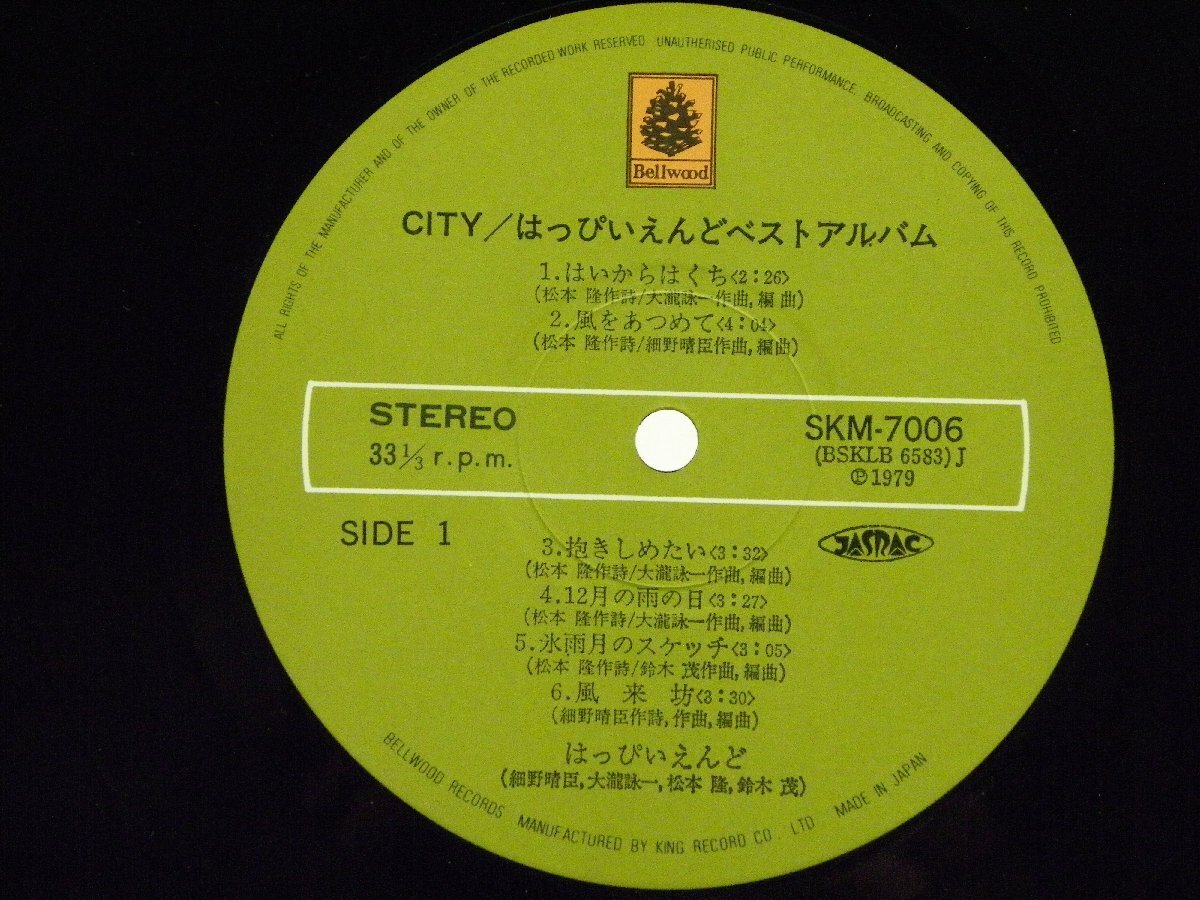 ALL RIGHTS OF THE MANUFACTURER AND OF THE OWNER OF THE RECORDED WORK RESERVED UNAUTHORISED PUBLIC PERFORMANCE, BROADCASTING AND COPYING OF THIS RECORD PROHIBITED
Bellwood
CITY/はっぴいえんどベストアルバム
1.はいからはくち<2:26>
(松本 隆作詩/大瀧詠一作曲,編曲)
2.風をあつめて<4:04>
(松本 隆作詩/細野晴臣作曲,編曲)
STEREO
33 1/3 r.p.m.
SKM-7006
(BSKLB 6583)J
Ⓟ1979
SIDE 1
JASRAC
3.抱きしめたい<3:32>
(松本 隆作詩/大瀧詠一作曲,編曲)
4.12月の雨の日<3:27>
(松本 隆作詩/大瀧詠一作曲,編曲)
5.氷雨月のスケッチ<3:05>
(松本 隆作詩/鈴木 茂作曲,編曲)
6.風 来 坊<3:30>
(細野晴臣作詩,作曲,編曲)
はっぴいえんど
(細野晴臣,大瀧詠一,松本 隆,鈴木 茂)
BELLWOOD RECORDS MANUFACTURED BY KING RECORD CO., LTD MADE IN JAPAN